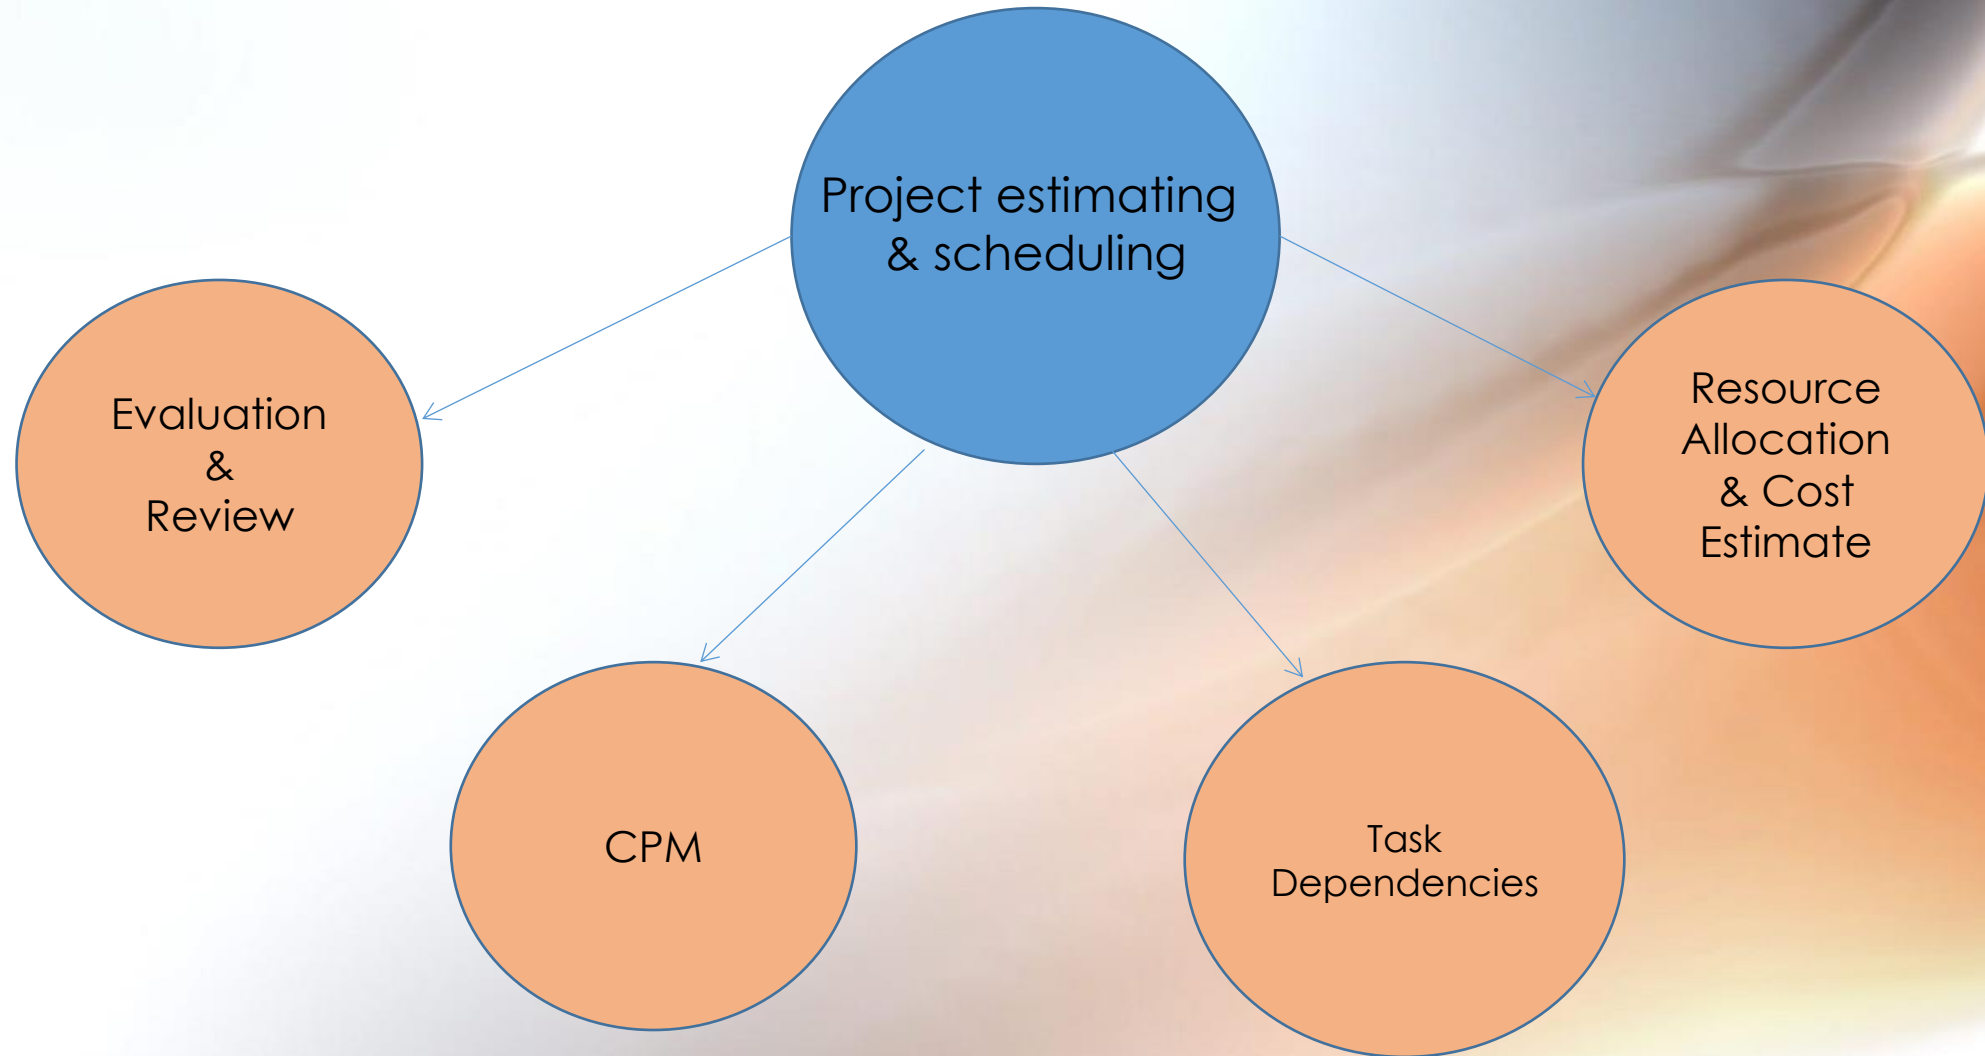 Project estimating
& scheduling
Evaluation
&
Review
Resource
Allocation
& Cost
Estimate
CPM
Task
Dependencies